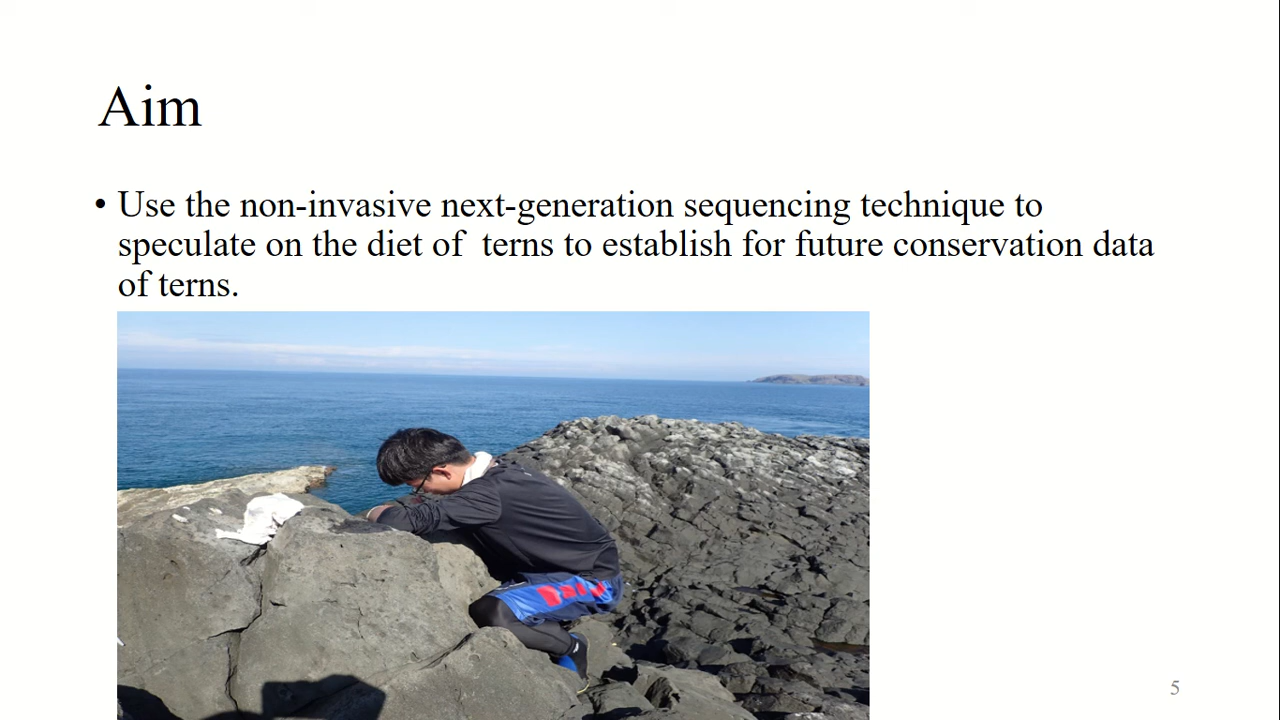 Aim
• Use the non-invasive next-generation sequencing technique to
speculate on the diet of  terns to establish for future conservation data
of terns.
5